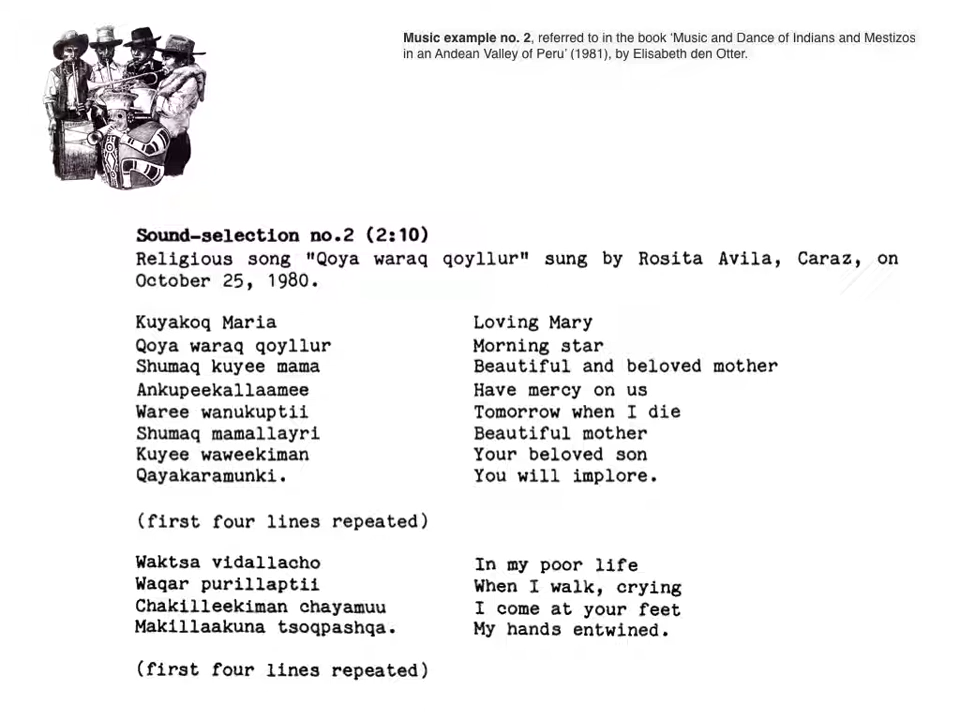 Music example no. 2, referred to in the book ‘Music and Dance of Indians and Mestizos
in an Andean Valley of Peru’ (1981), by Elisabeth den Otter.
Sound-selection no.2 (2:10)
Religious song "Qoya waraq qoyllur" sung by Rosita Avila, Caraz, on
October 25, 1980.
Kuyakoq Maria
Qoya waraq qoyllur
Shumaq kuyee mama
Ankupeekallaamee
Waree wanukuptii
Shumaq mamallayri
Kuyee waweekiman
Qayakaramunki.
Loving Mary
Morning star
Beautiful and beloved mother
Have mercy on us
Tomorrow when I die
Beautiful mother
Your beloved son
You will implore.
(first four lines repeated)
Waktsa vidallacho
Waqar purillaptii
Chakilleekiman chayamuu
Makillaakuna tsoqpashqa.
In my poor life
When I walk, crying
I come at your feet
My hands entwined.
(first four lines repeated)